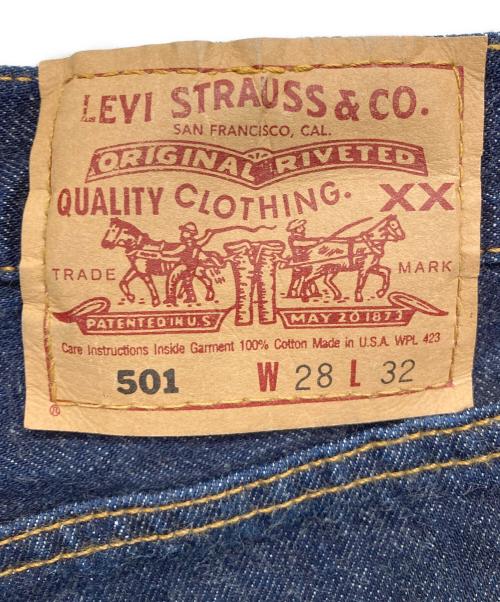 LEVI STRAUSS & CO.
SAN FRANCISCO, CAL.
ORIGINAL RIVETED
QUALITY CLOTHING. XX
TRADE MARK
PATENTED IN U.S. MAY 20 1873
Care Instructions Inside Garment 100% Cotton Made in U.S.A. WPL 423
501 W 28 L 32
®